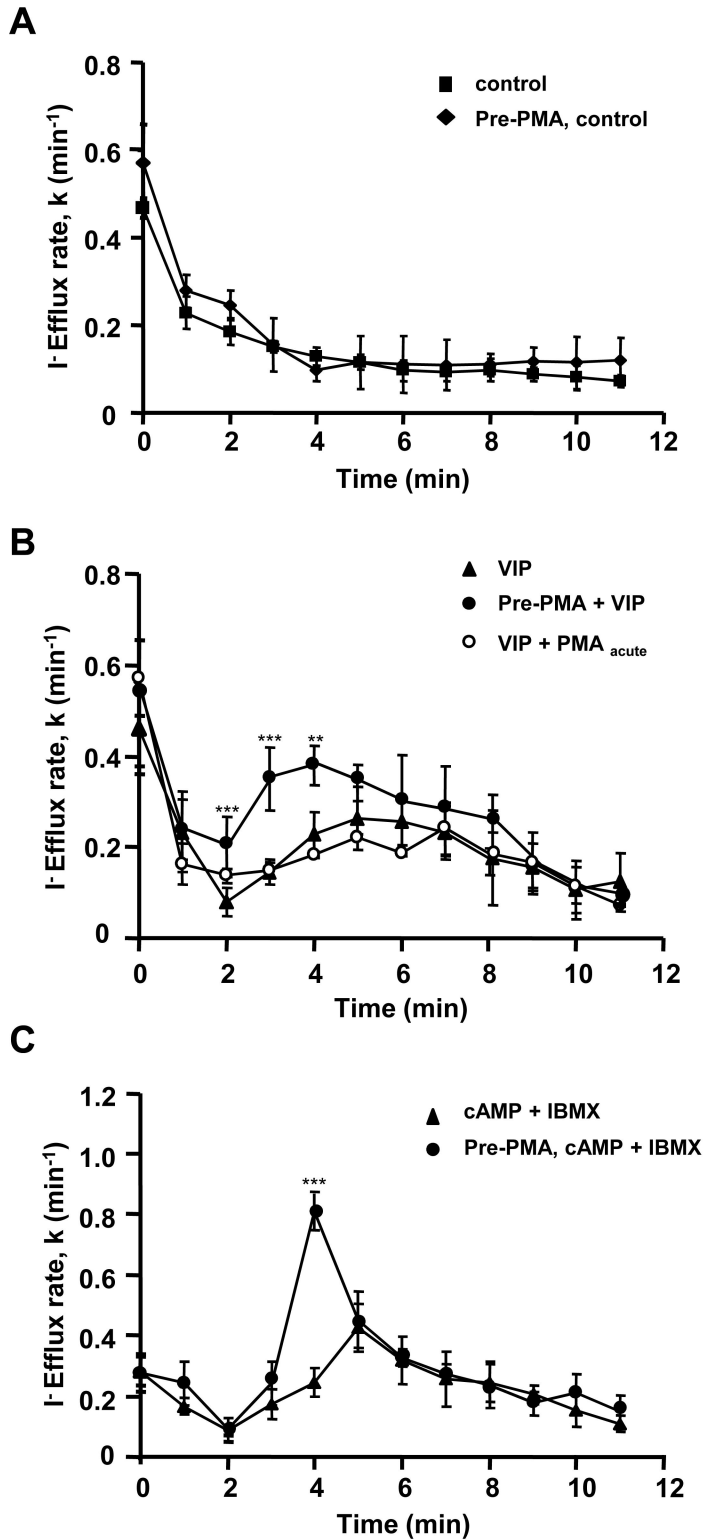 A
0.8
0.6
0.4
0.2
0
I- Efflux rate, k (min-1)
control
Pre-PMA, control
0 2 4 6 8 10 12
Time (min)
B
0.8
0.6
0.4
0.2
0
I- Efflux rate, k (min-1)
VIP
Pre-PMA + VIP
VIP + PMA acute
***
***
**
0 2 4 6 8 10 12
Time (min)
C
1.2
1.0
0.8
0.6
0.4
0.2
0
I- Efflux rate, k (min-1)
cAMP + IBMX
Pre-PMA, cAMP + IBMX
***
0 2 4 6 8 10 12
Time (min)